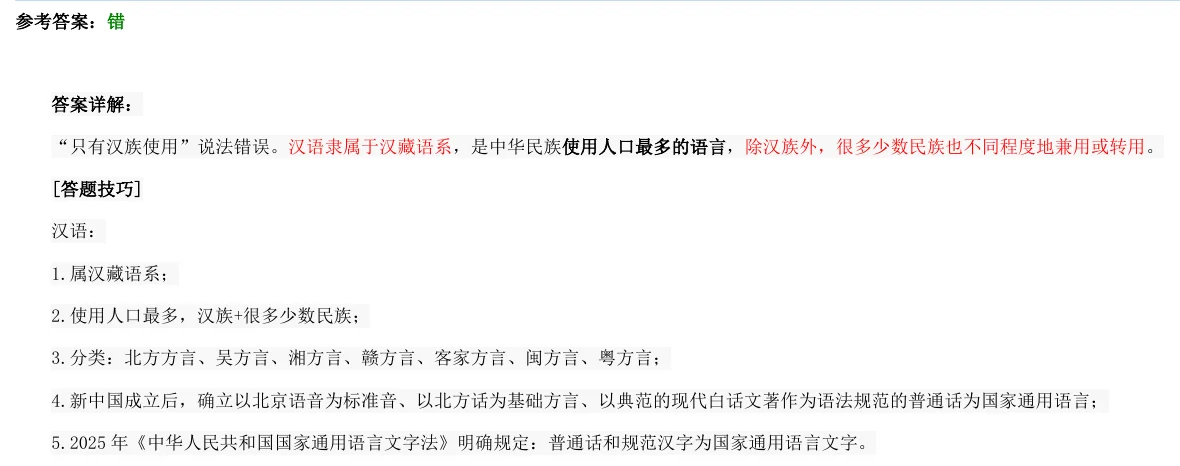 参考答案：错
答案详解：
“只有汉族使用”说法错误。汉语隶属于汉藏语系，是中华民族使用人口最多的语言，除汉族外，很多少数民族也不同程度地兼用或转用。
[答题技巧]
汉语：
1.属汉藏语系；
2.使用人口最多，汉族+很多少数民族；
3.分类：北方方言、吴方言、湘方言、赣方言、客家方言、闽方言、粤方言；
4.新中国成立后，确立以北京语音为标准音、以北方话为基础方言、以典范的现代白话文著作为语法规范的普通话为国家通用语言；
5.2025 年《中华人民共和国国家通用语言文字法》明确规定：普通话和规范汉字为国家通用语言文字。